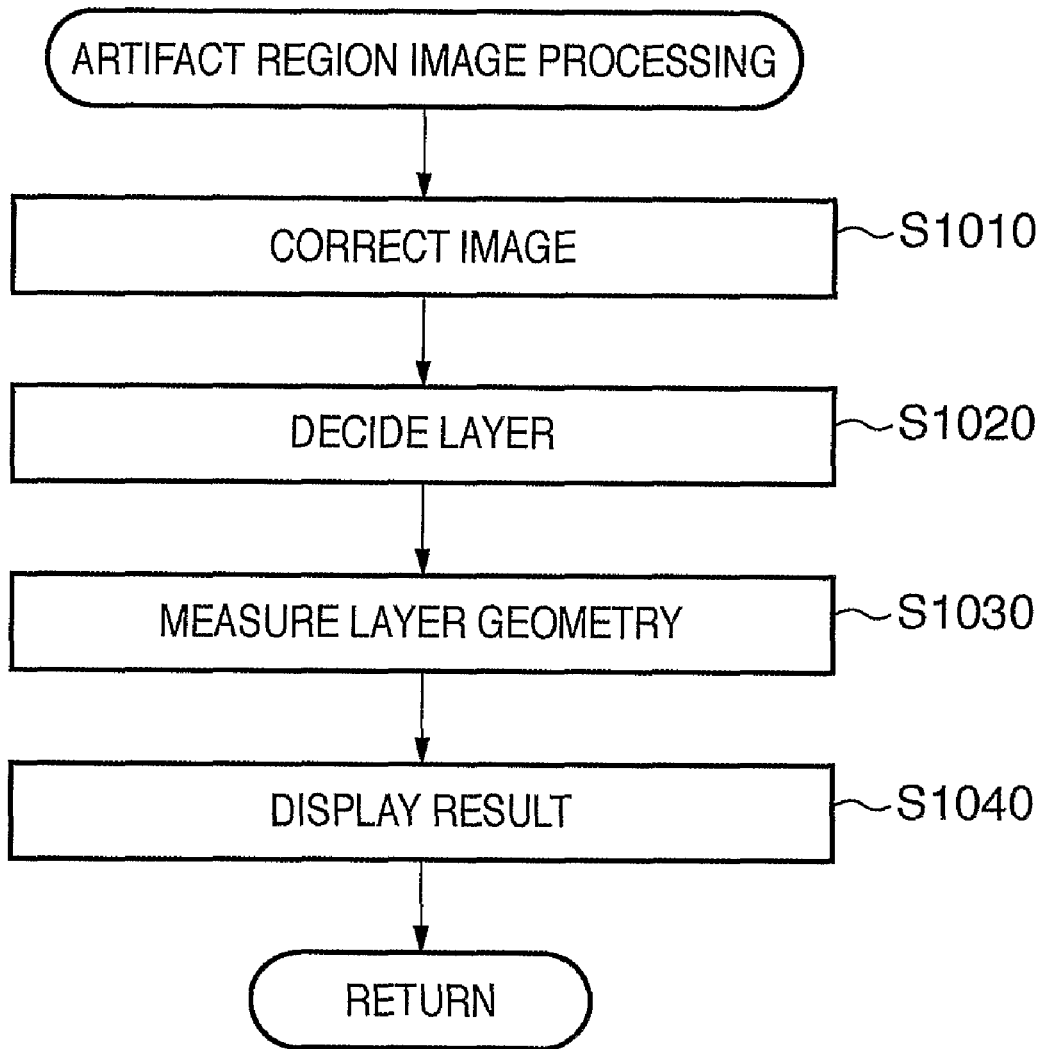 ARTIFACT REGION IMAGE PROCESSING
CORRECT IMAGE
S1010
DECIDE LAYER
S1020
MEASURE LAYER GEOMETRY
S1030
DISPLAY RESULT
S1040
RETURN